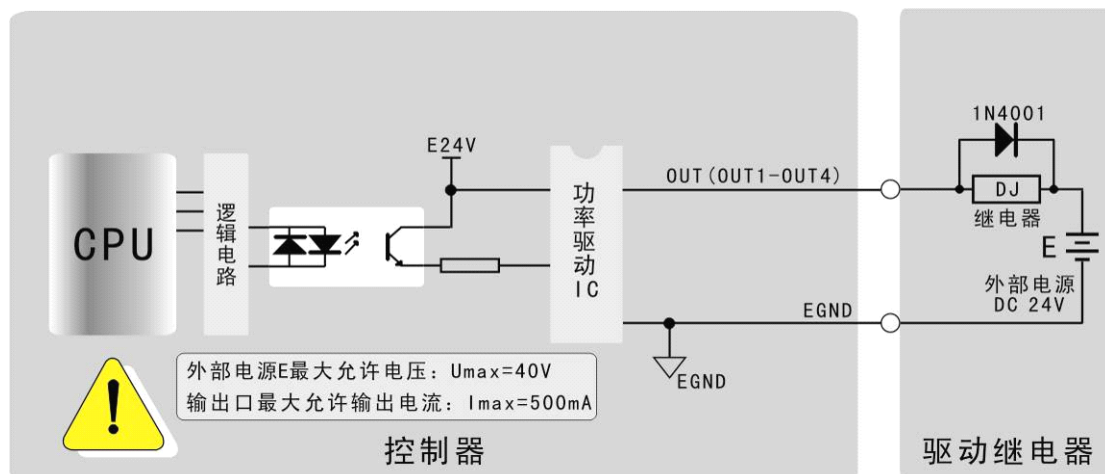 CPU
逻辑电路
E24V
功率驱动IC
OUT(OUT1-OUT4)
EGND
EGND
1N4001
DJ
继电器
E
外部电源
DC 24V
外部电源E最大允许电压: Umax=40V
输出口最大允许输出电流: Imax=500mA
控制器
驱动继电器